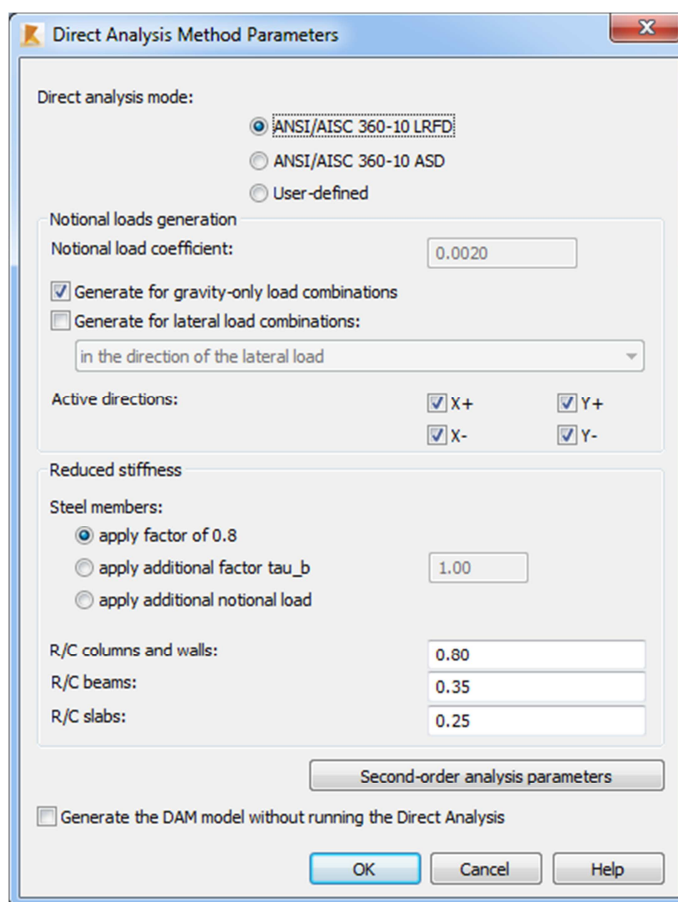 Direct Analysis Method Parameters
Direct analysis mode:
ANSI/AISC 360-10 LRFD
ANSI/AISC 360-10 ASD
User-defined
Notional loads generation
Notional load coefficient: 0.0020
Generate for gravity-only load combinations
Generate for lateral load combinations:
in the direction of the lateral load
Active directions: X+ Y+
X- Y-
Reduced stiffness
Steel members:
apply factor of 0.8
apply additional factor tau_b 1.00
apply additional notional load
R/C columns and walls: 0.80
R/C beams: 0.35
R/C slabs: 0.25
Second-order analysis parameters
Generate the DAM model without running the Direct Analysis
OK Cancel Help